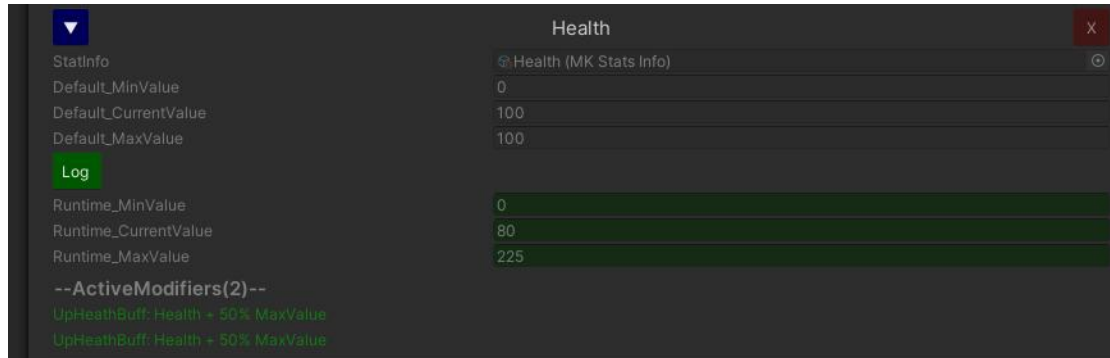 ▼ Health X
StatInfo Health (MK Stats Info)
Default_MinValue 0
Default_CurrentValue 100
Default_MaxValue 100
Log
Runtime_MinValue 0
Runtime_CurrentValue 80
Runtime_MaxValue 225
--ActiveModifiers(2)--
UpHeathBuff: Health + 50% MaxValue
UpHeathBuff: Health + 50% MaxValue